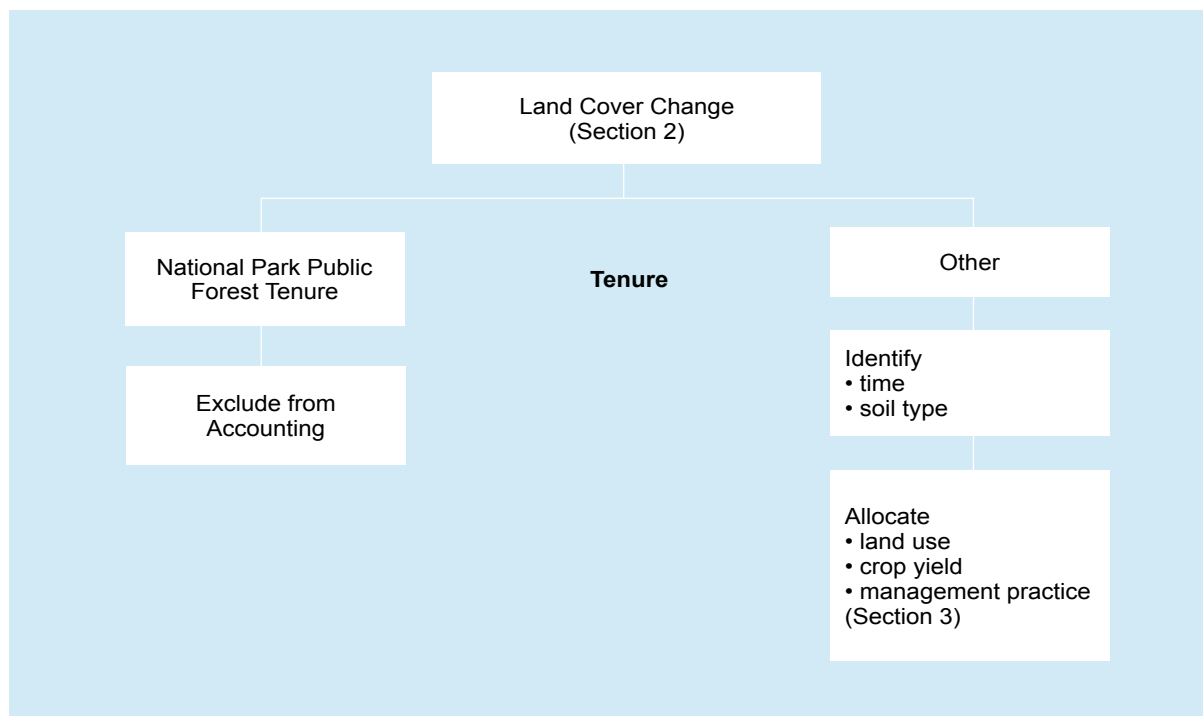 Land Cover Change
(Section 2)
National Park Public
Forest Tenure
Tenure
Other
Exclude from
Accounting
Identify
• time
• soil type
Allocate
• land use
• crop yield
• management practice
(Section 3)